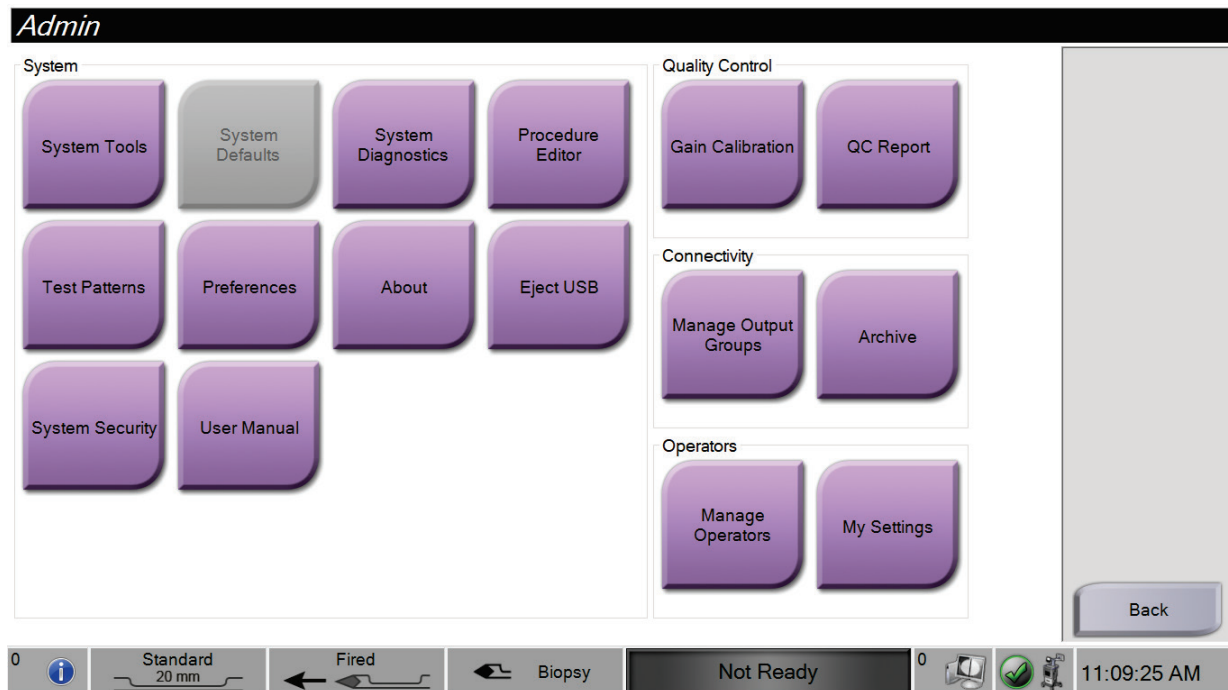 Admin
System
System Tools
System
Defaults
System
Diagnostics
Procedure
Editor
Test Patterns
Preferences
About
Eject USB
System Security
User Manual
Quality Control
Gain Calibration
QC Report
Connectivity
Manage Output
Groups
Archive
Operators
Manage
Operators
My Settings
Back
0
i
Standard
20 mm
Fired
Biopsy
Not Ready
0
11:09:25 AM